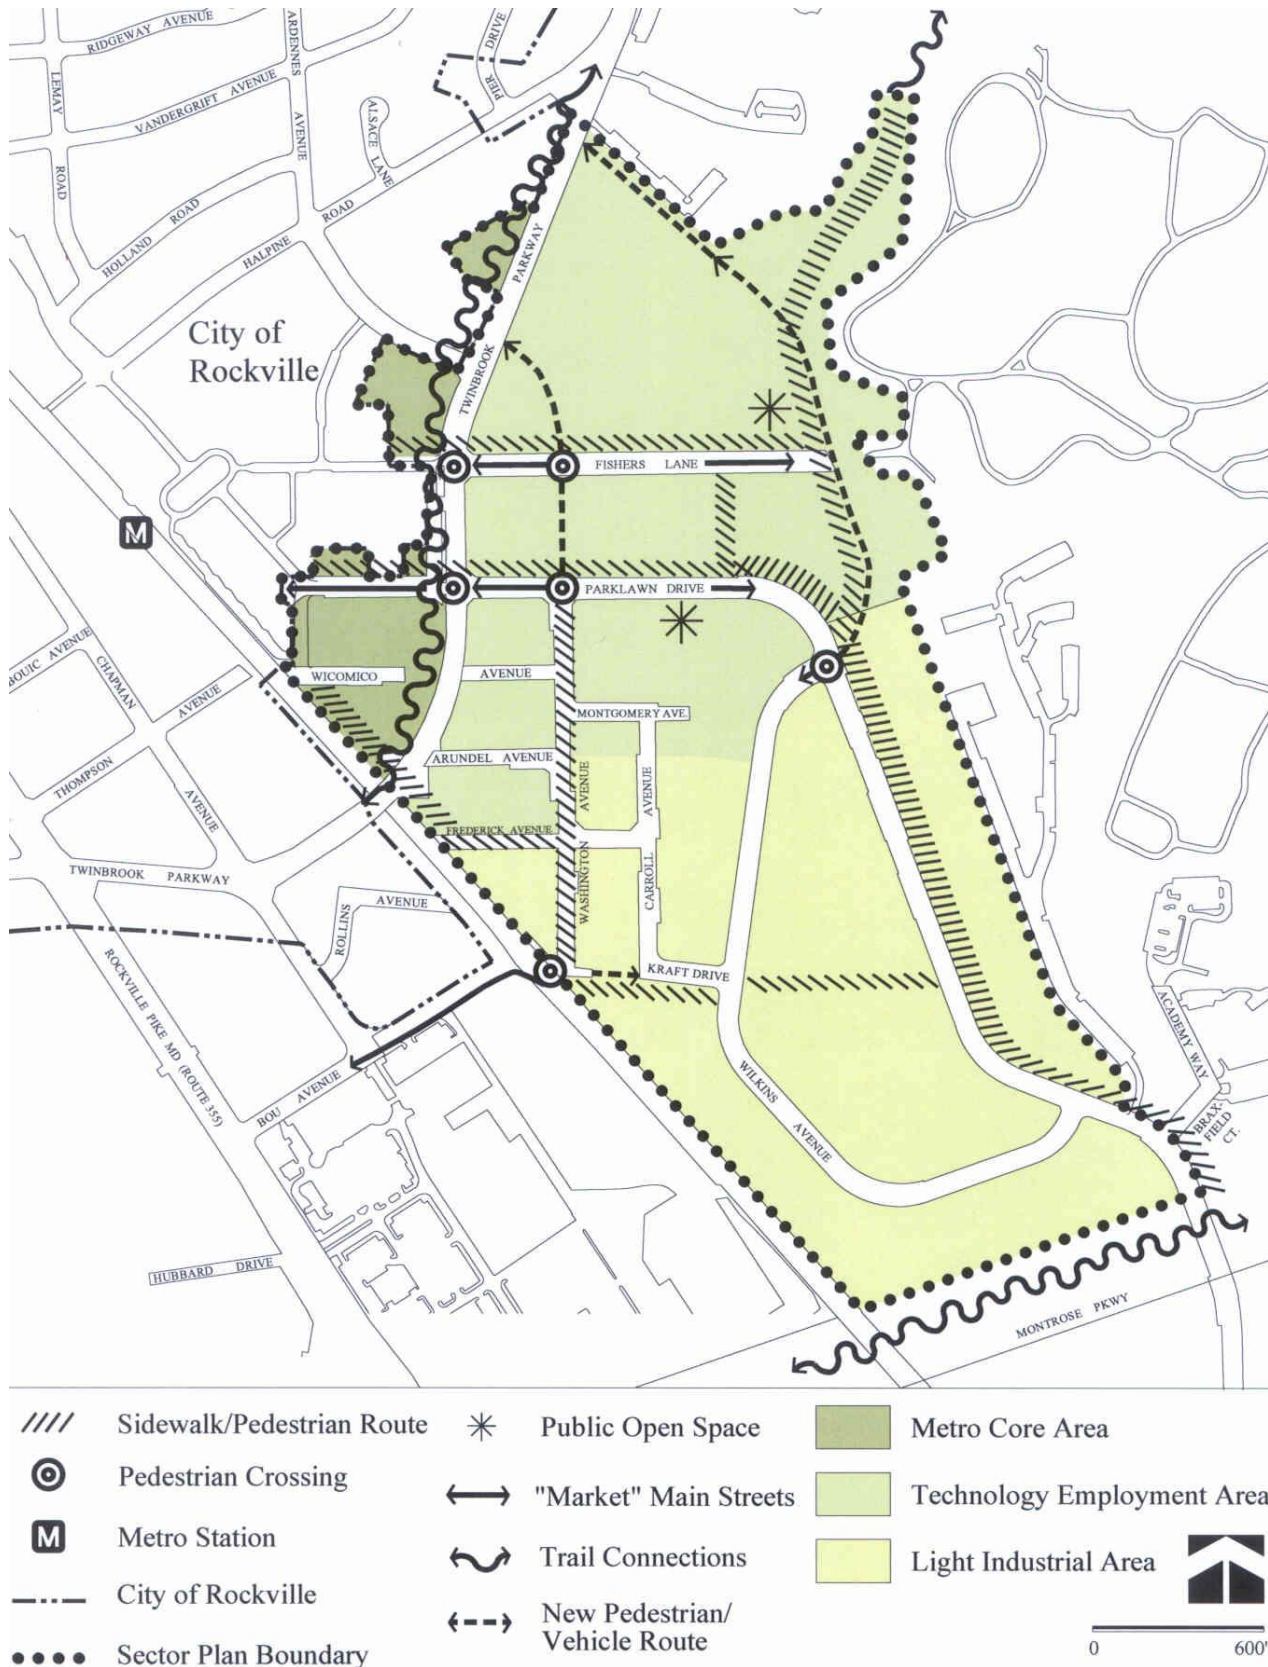 RIDGEWAY AVENUE
ARDENNES
AVENUE
LEMAY
ROAD
VANDERGRIFT AVENUE
ALSACE LANE
PIER DRIVE
HOLLAND ROAD
HALPINE ROAD
City of
Rockville
TWINBROOK PARKWAY
FISHERS LANE
M
PARKLAWN DRIVE
BOUIC AVENUE
CHAPMAN
AVENUE
WICOMICO
AVENUE
MONTGOMERY AVE.
THOMPSON
AVENUE
ARUNDEL AVENUE
WASHINGTON
AVENUE
CARROLL
AVENUE
FREDERICK AVENUE
TWINBROOK PARKWAY
ROLLINS
AVENUE
KRAFT DRIVE
ROCKVILLE PIKE MD (ROUTE 355)
BOU AVENUE
WILKINS
AVENUE
ACADEMY WAY
BRAX-
FIELD
CT.
HUBBARD DRIVE
MONTROSE PKWY
Sidewalk/Pedestrian Route
Pedestrian Crossing
M
Metro Station
City of Rockville
Sector Plan Boundary
Public Open Space
"Market" Main Streets
Trail Connections
New Pedestrian/
Vehicle Route
Metro Core Area
Technology Employment Area
Light Industrial Area
0 600'